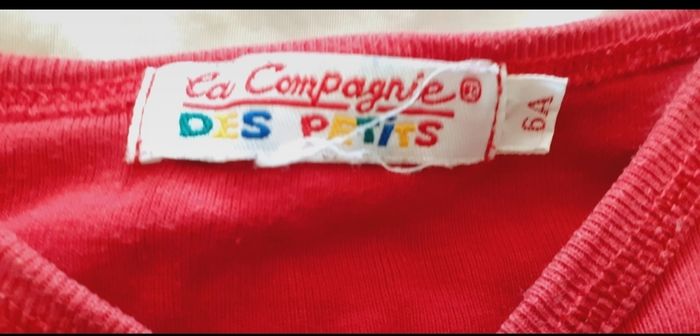 La Compagnie®
DES PETITS
6A